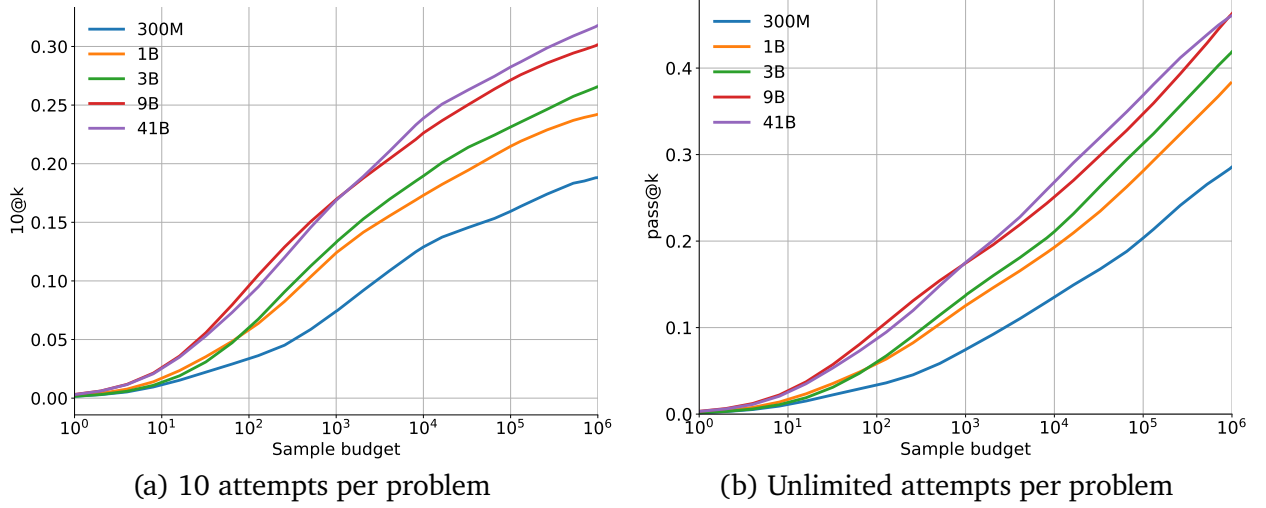 300M
1B
3B
9B
41B
0.30
0.25
0.20
0.15
0.10
0.05
0.00
10@k
10^0 10^1 10^2 10^3 10^4 10^5 10^6
Sample budget
(a) 10 attempts per problem
300M
1B
3B
9B
41B
0.4
0.3
0.2
0.1
0.0
pass@k
10^0 10^1 10^2 10^3 10^4 10^5 10^6
Sample budget
(b) Unlimited attempts per problem